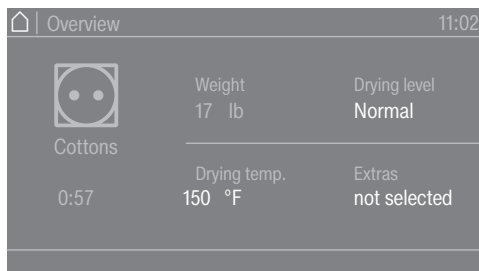 Overview 11:02
Weight Drying level
17 lb Normal
Cottons
Drying temp. Extras
0:57 150 °F not selected